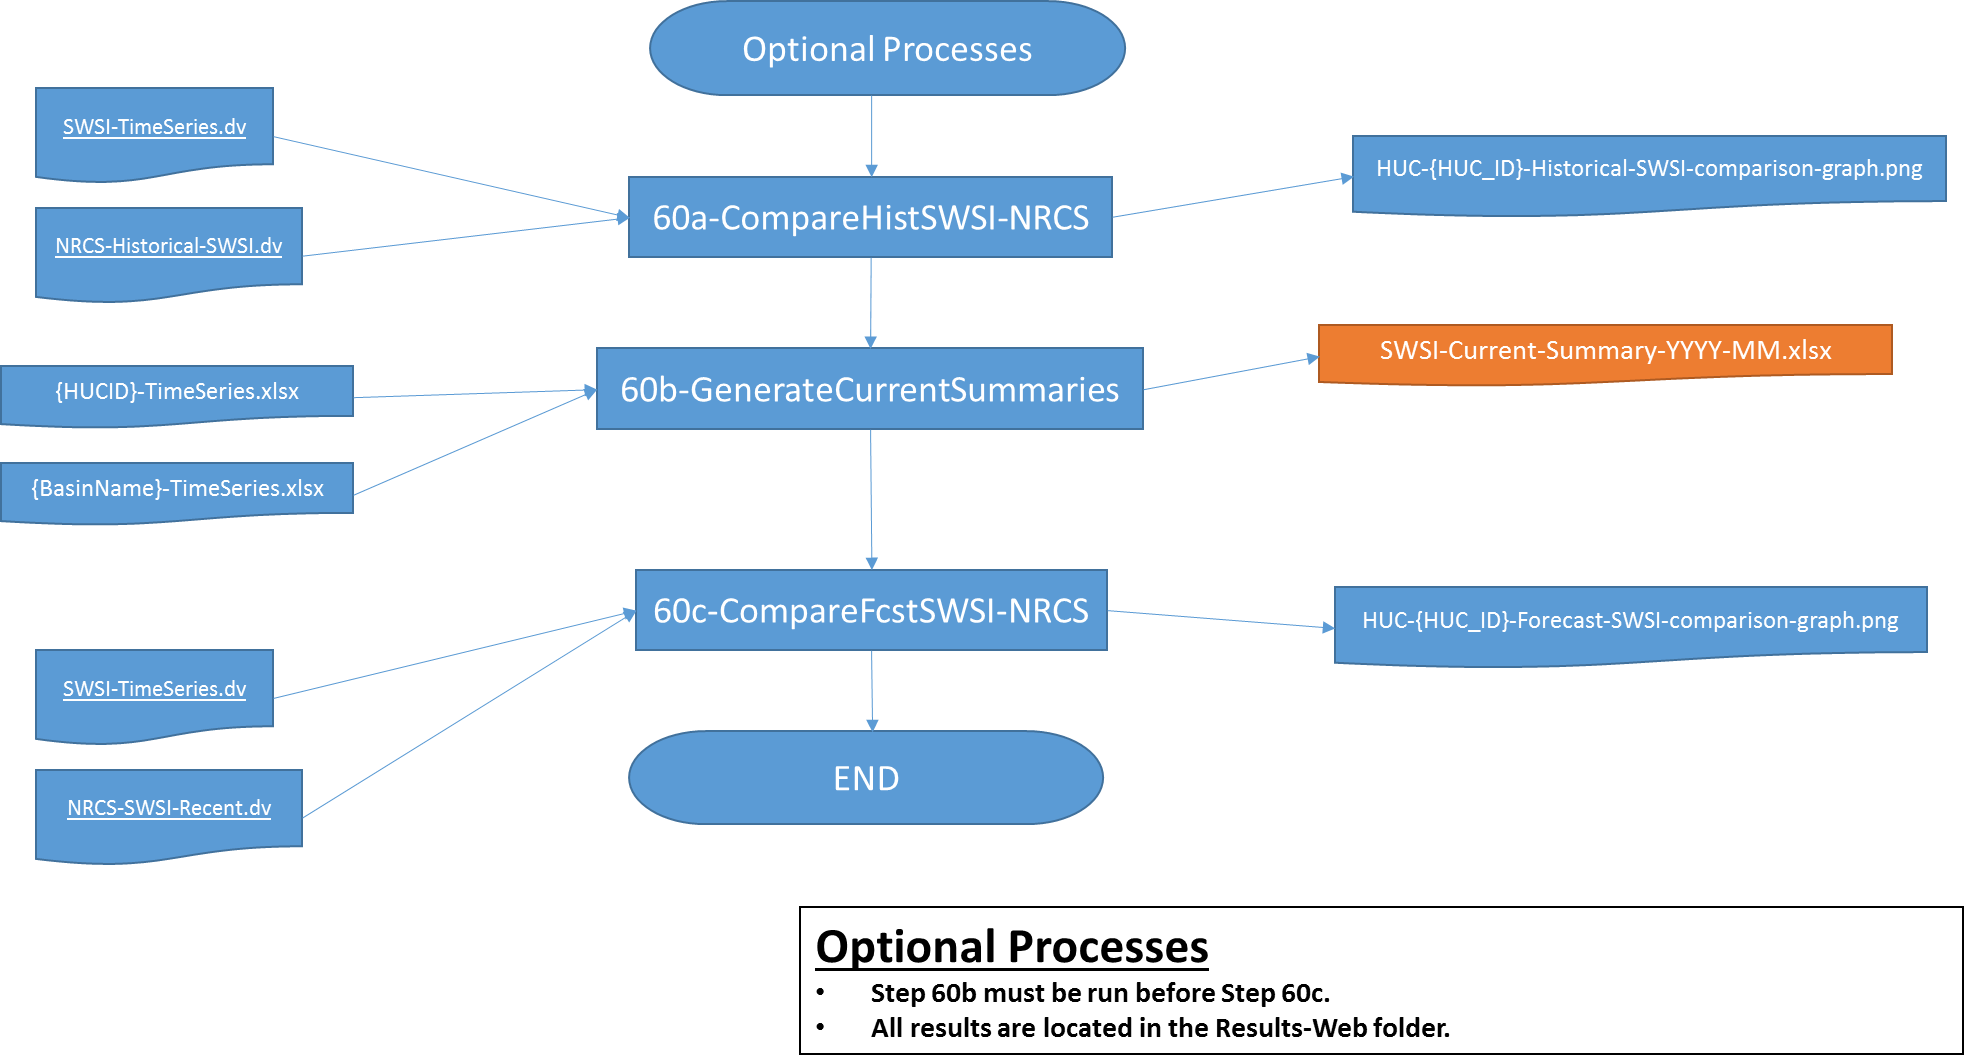 Optional Processes
SWSI-TimeSeries.dv
NRCS-Historical-SWSI.dv
60a-CompareHistSWSI-NRCS
HUC-{HUC_ID}-Historical-SWSI-comparison-graph.png
{HUCID}-TimeSeries.xlsx
{BasinName}-TimeSeries.xlsx
60b-GenerateCurrentSummaries
SWSI-Current-Summary-YYYY-MM.xlsx
SWSI-TimeSeries.dv
NRCS-SWSI-Recent.dv
60c-CompareFcstSWSI-NRCS
HUC-{HUC_ID}-Forecast-SWSI-comparison-graph.png
END
Optional Processes
• Step 60b must be run before Step 60c.
• All results are located in the Results-Web folder.